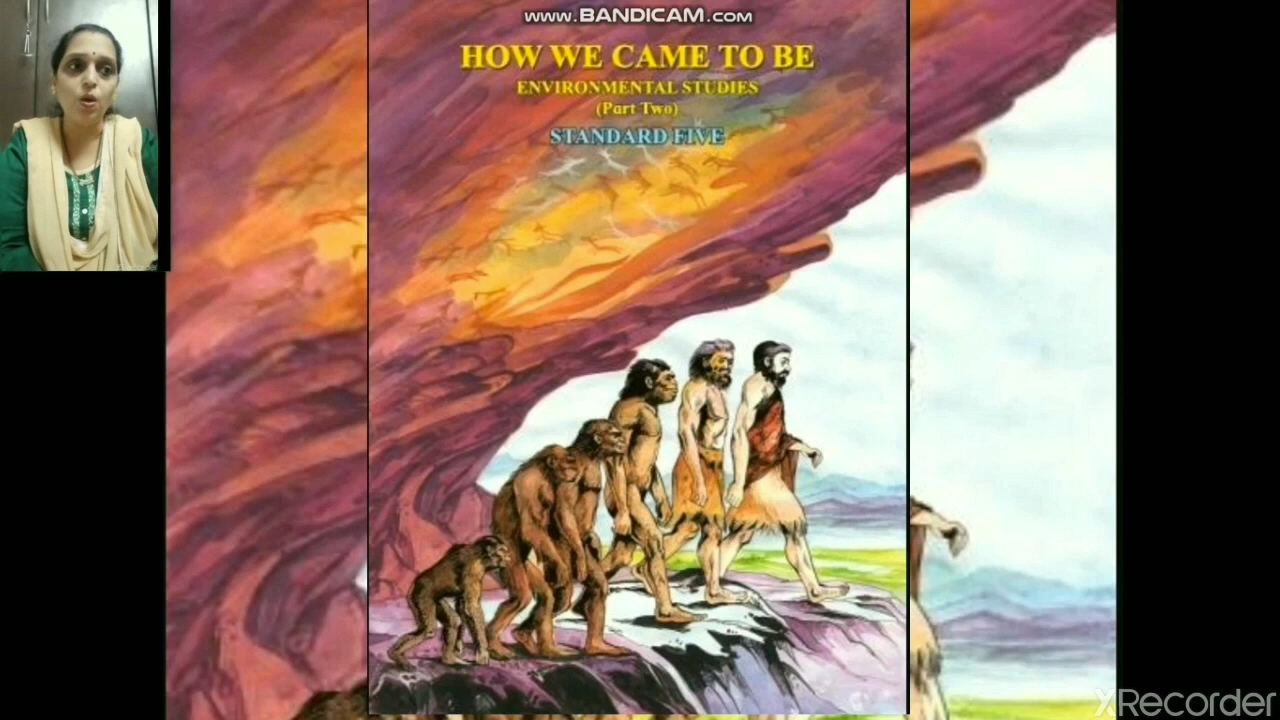 www.BANDICAM.com
HOW WE CAME TO BE
ENVIRONMENTAL STUDIES
(Part Two)
STANDARD FIVE
XRecorder